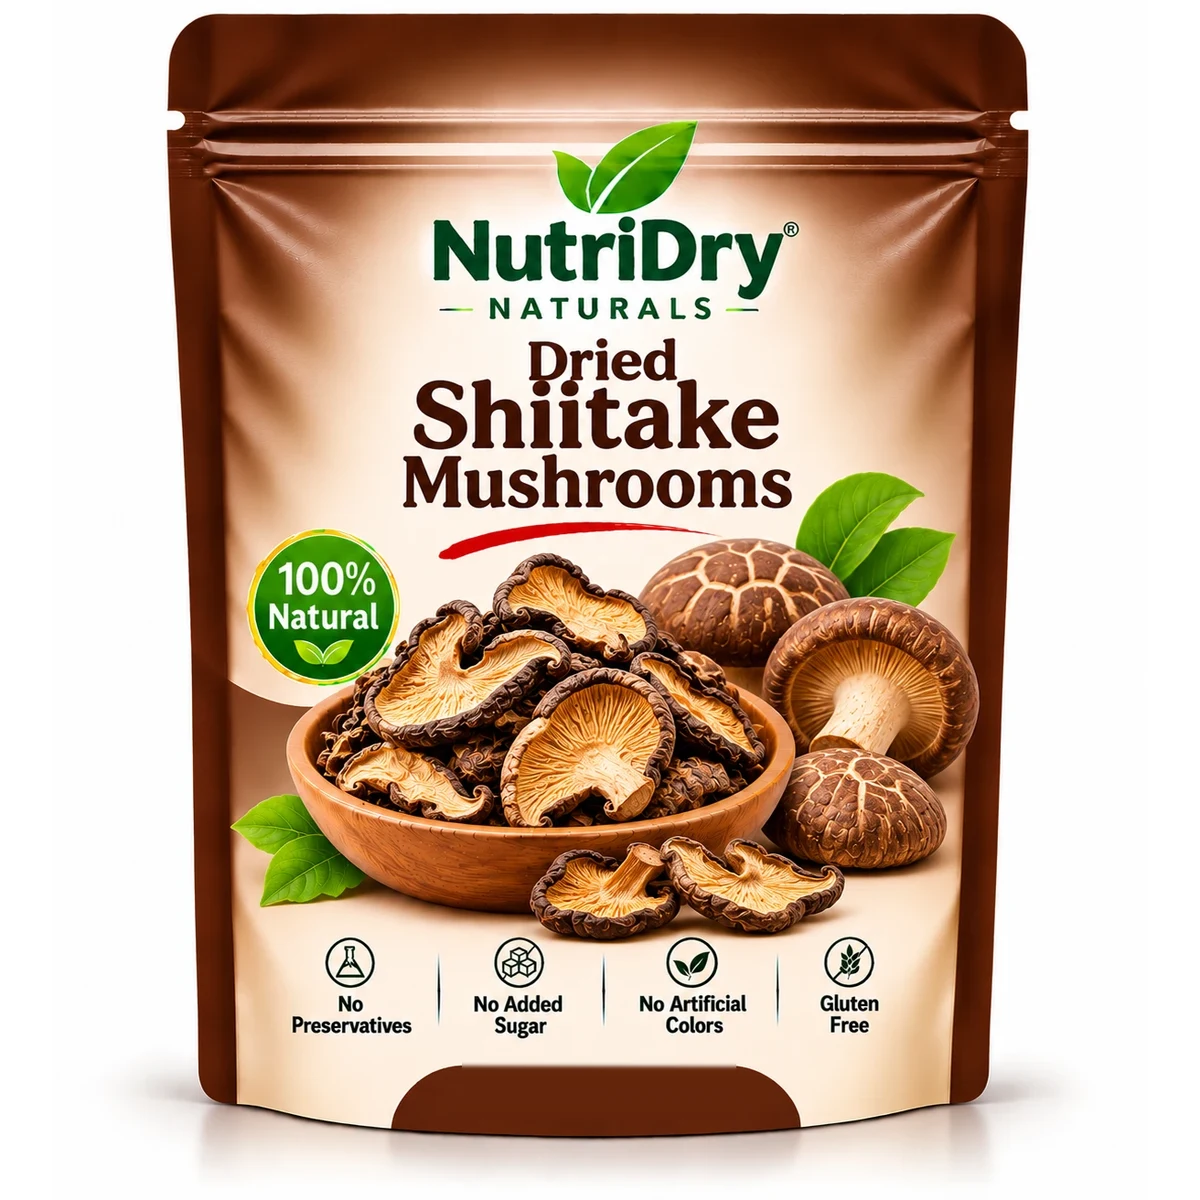 NutriDry®
NATURALS
Dried
Shiitake
Mushrooms
100%
Natural
No
Preservatives
No Added
Sugar
No Artificial
Colors
Gluten
Free